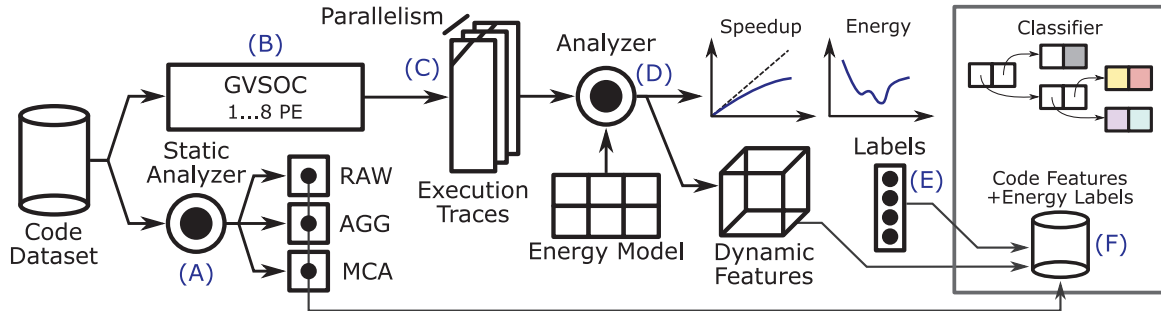 Parallelism
(B)
(C)
GVSOC
1...8 PE
Static
Analyzer
RAW
AGG
MCA
Code
Dataset
(A)
Execution
Traces
Analyzer
(D)
Energy Model
Speedup
Energy
Dynamic
Features
Labels
(E)
Classifier
Code Features
+Energy Labels
(F)